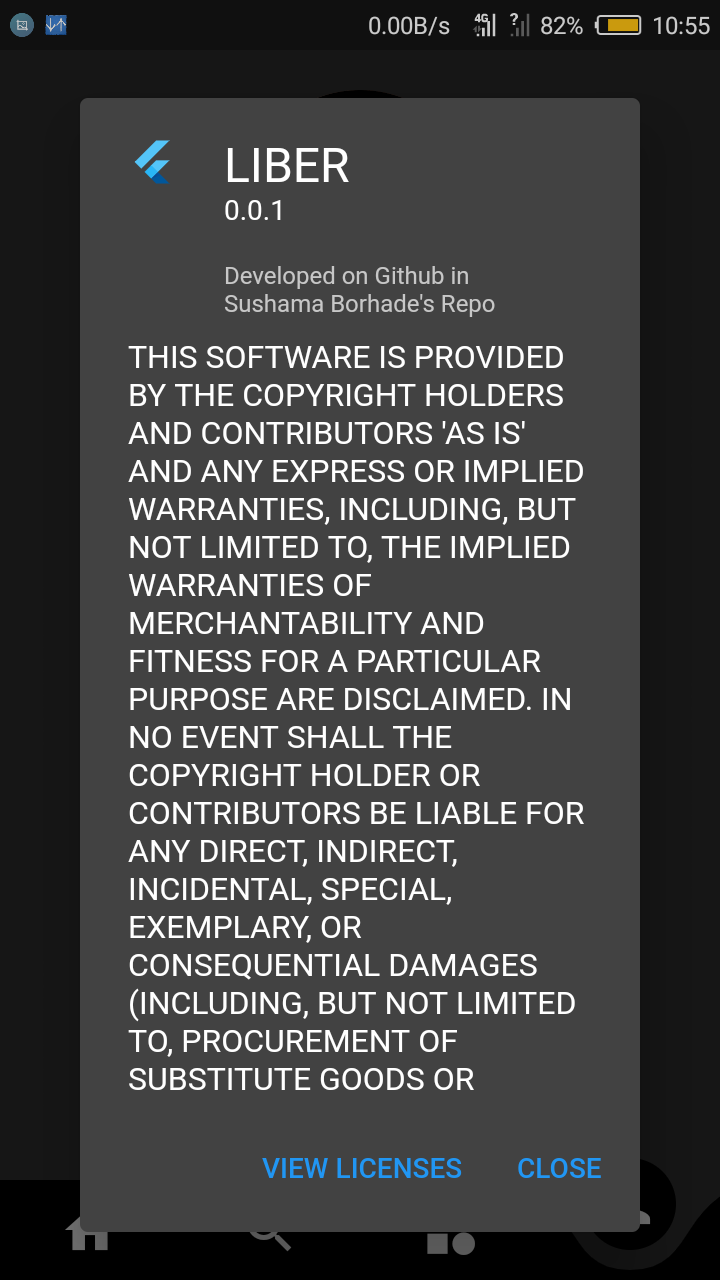 0.00B/s 4G ? 82% 10:55
LIBER
0.0.1
Developed on Github in
Sushama Borhade's Repo
THIS SOFTWARE IS PROVIDED
BY THE COPYRIGHT HOLDERS
AND CONTRIBUTORS 'AS IS'
AND ANY EXPRESS OR IMPLIED
WARRANTIES, INCLUDING, BUT
NOT LIMITED TO, THE IMPLIED
WARRANTIES OF
MERCHANTABILITY AND
FITNESS FOR A PARTICULAR
PURPOSE ARE DISCLAIMED. IN
NO EVENT SHALL THE
COPYRIGHT HOLDER OR
CONTRIBUTORS BE LIABLE FOR
ANY DIRECT, INDIRECT,
INCIDENTAL, SPECIAL,
EXEMPLARY, OR
CONSEQUENTIAL DAMAGES
(INCLUDING, BUT NOT LIMITED
TO, PROCUREMENT OF
SUBSTITUTE GOODS OR
VIEW LICENSES CLOSE